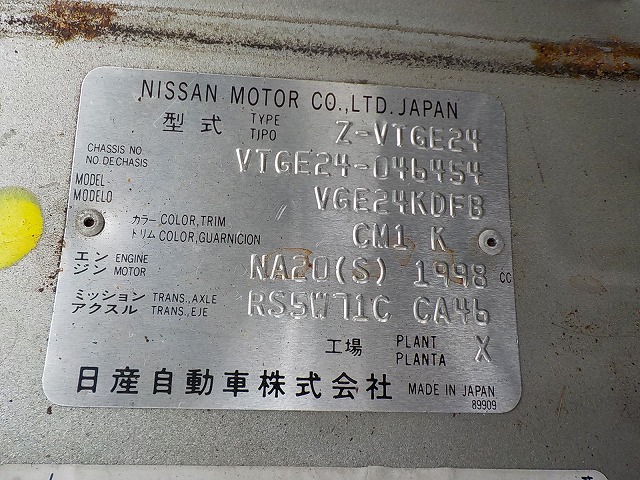 NISSAN MOTOR CO.,LTD. JAPAN
型式 TYPE TIPO Z-VTGE24
CHASSIS NO. NO. DE CHASIS VTGE24-046454
MODEL MODELO VGE24KDFB
カラー COLOR, TRIM トリム COLOR, GUARNICION CM1 K
エンジン ENGINE MOTOR NA20(S) 1998 CC
ミッション TRANS., AXLE アクスル TRANS., EJE RS5W71C CA46
工場 PLANT PLANTA X
日産自動車株式会社 MADE IN JAPAN
89909